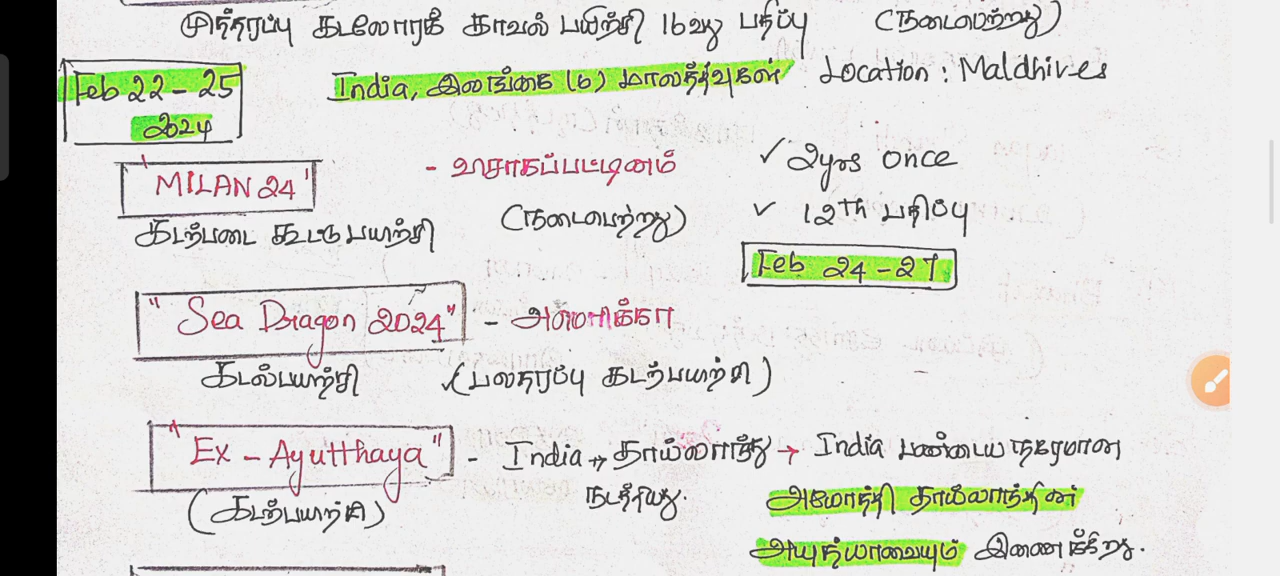 முத்தரப்பு கடலோரக் காவல் பயிற்சி 16வது பதிப்பு (நடைபெற்றது)
Feb 22 - 25 2024
India, இலங்கை (ம) மாலத்தீவுகள் Location : Maldhives
"MILAN 24" - விசாகப்பட்டினம் ✓ 2yrs once
கடற்படை கூட்டு பயிற்சி (நடைபெற்றது) ✓ 12th பதிப்பு
Feb 24 - 27
"Sea Dragon 2024" - அமெரிக்கா
கடல்பயிற்சி (பலதரப்பு கடற்பயிற்சி)
"Ex - Ayutthaya" - India → தாய்லாந்து → India பண்டைய நகரமான
(கடற்பயிற்சி) நடத்தியது. அயோத்தி தாய்லாந்தின்
அயுத்யாவையும் இணைக்கிறது.